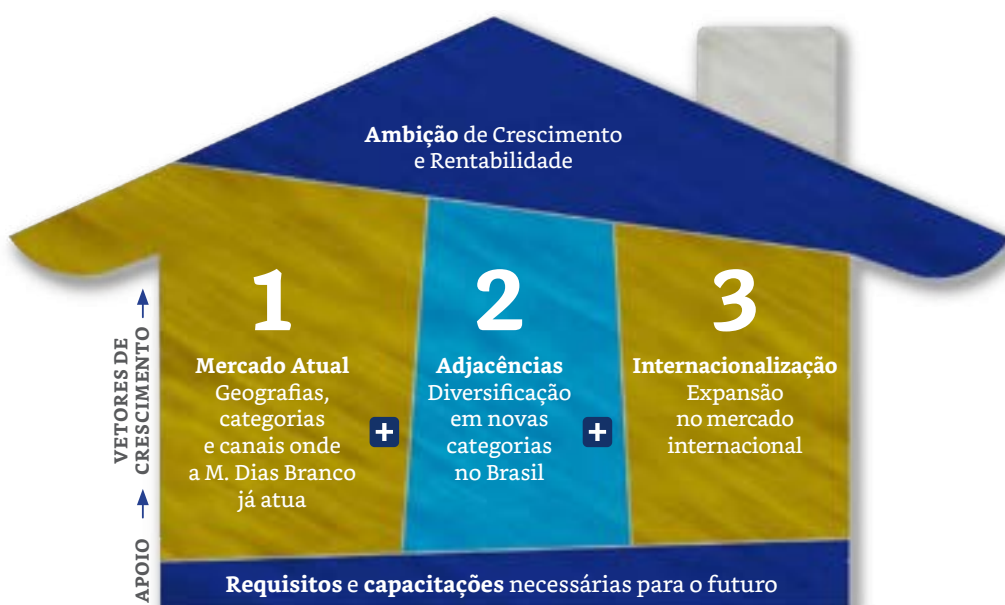 Ambição de Crescimento
e Rentabilidade
VETORES DE
CRESCIMENTO
1
Mercado Atual
Geografias,
categorias
e canais onde
a M. Dias Branco
já atua
+
2
Adjacências
Diversificação
em novas
categorias
no Brasil
+
3
Internacionalização
Expansão
no mercado
internacional
APOIO
Requisitos e capacitações necessárias para o futuro